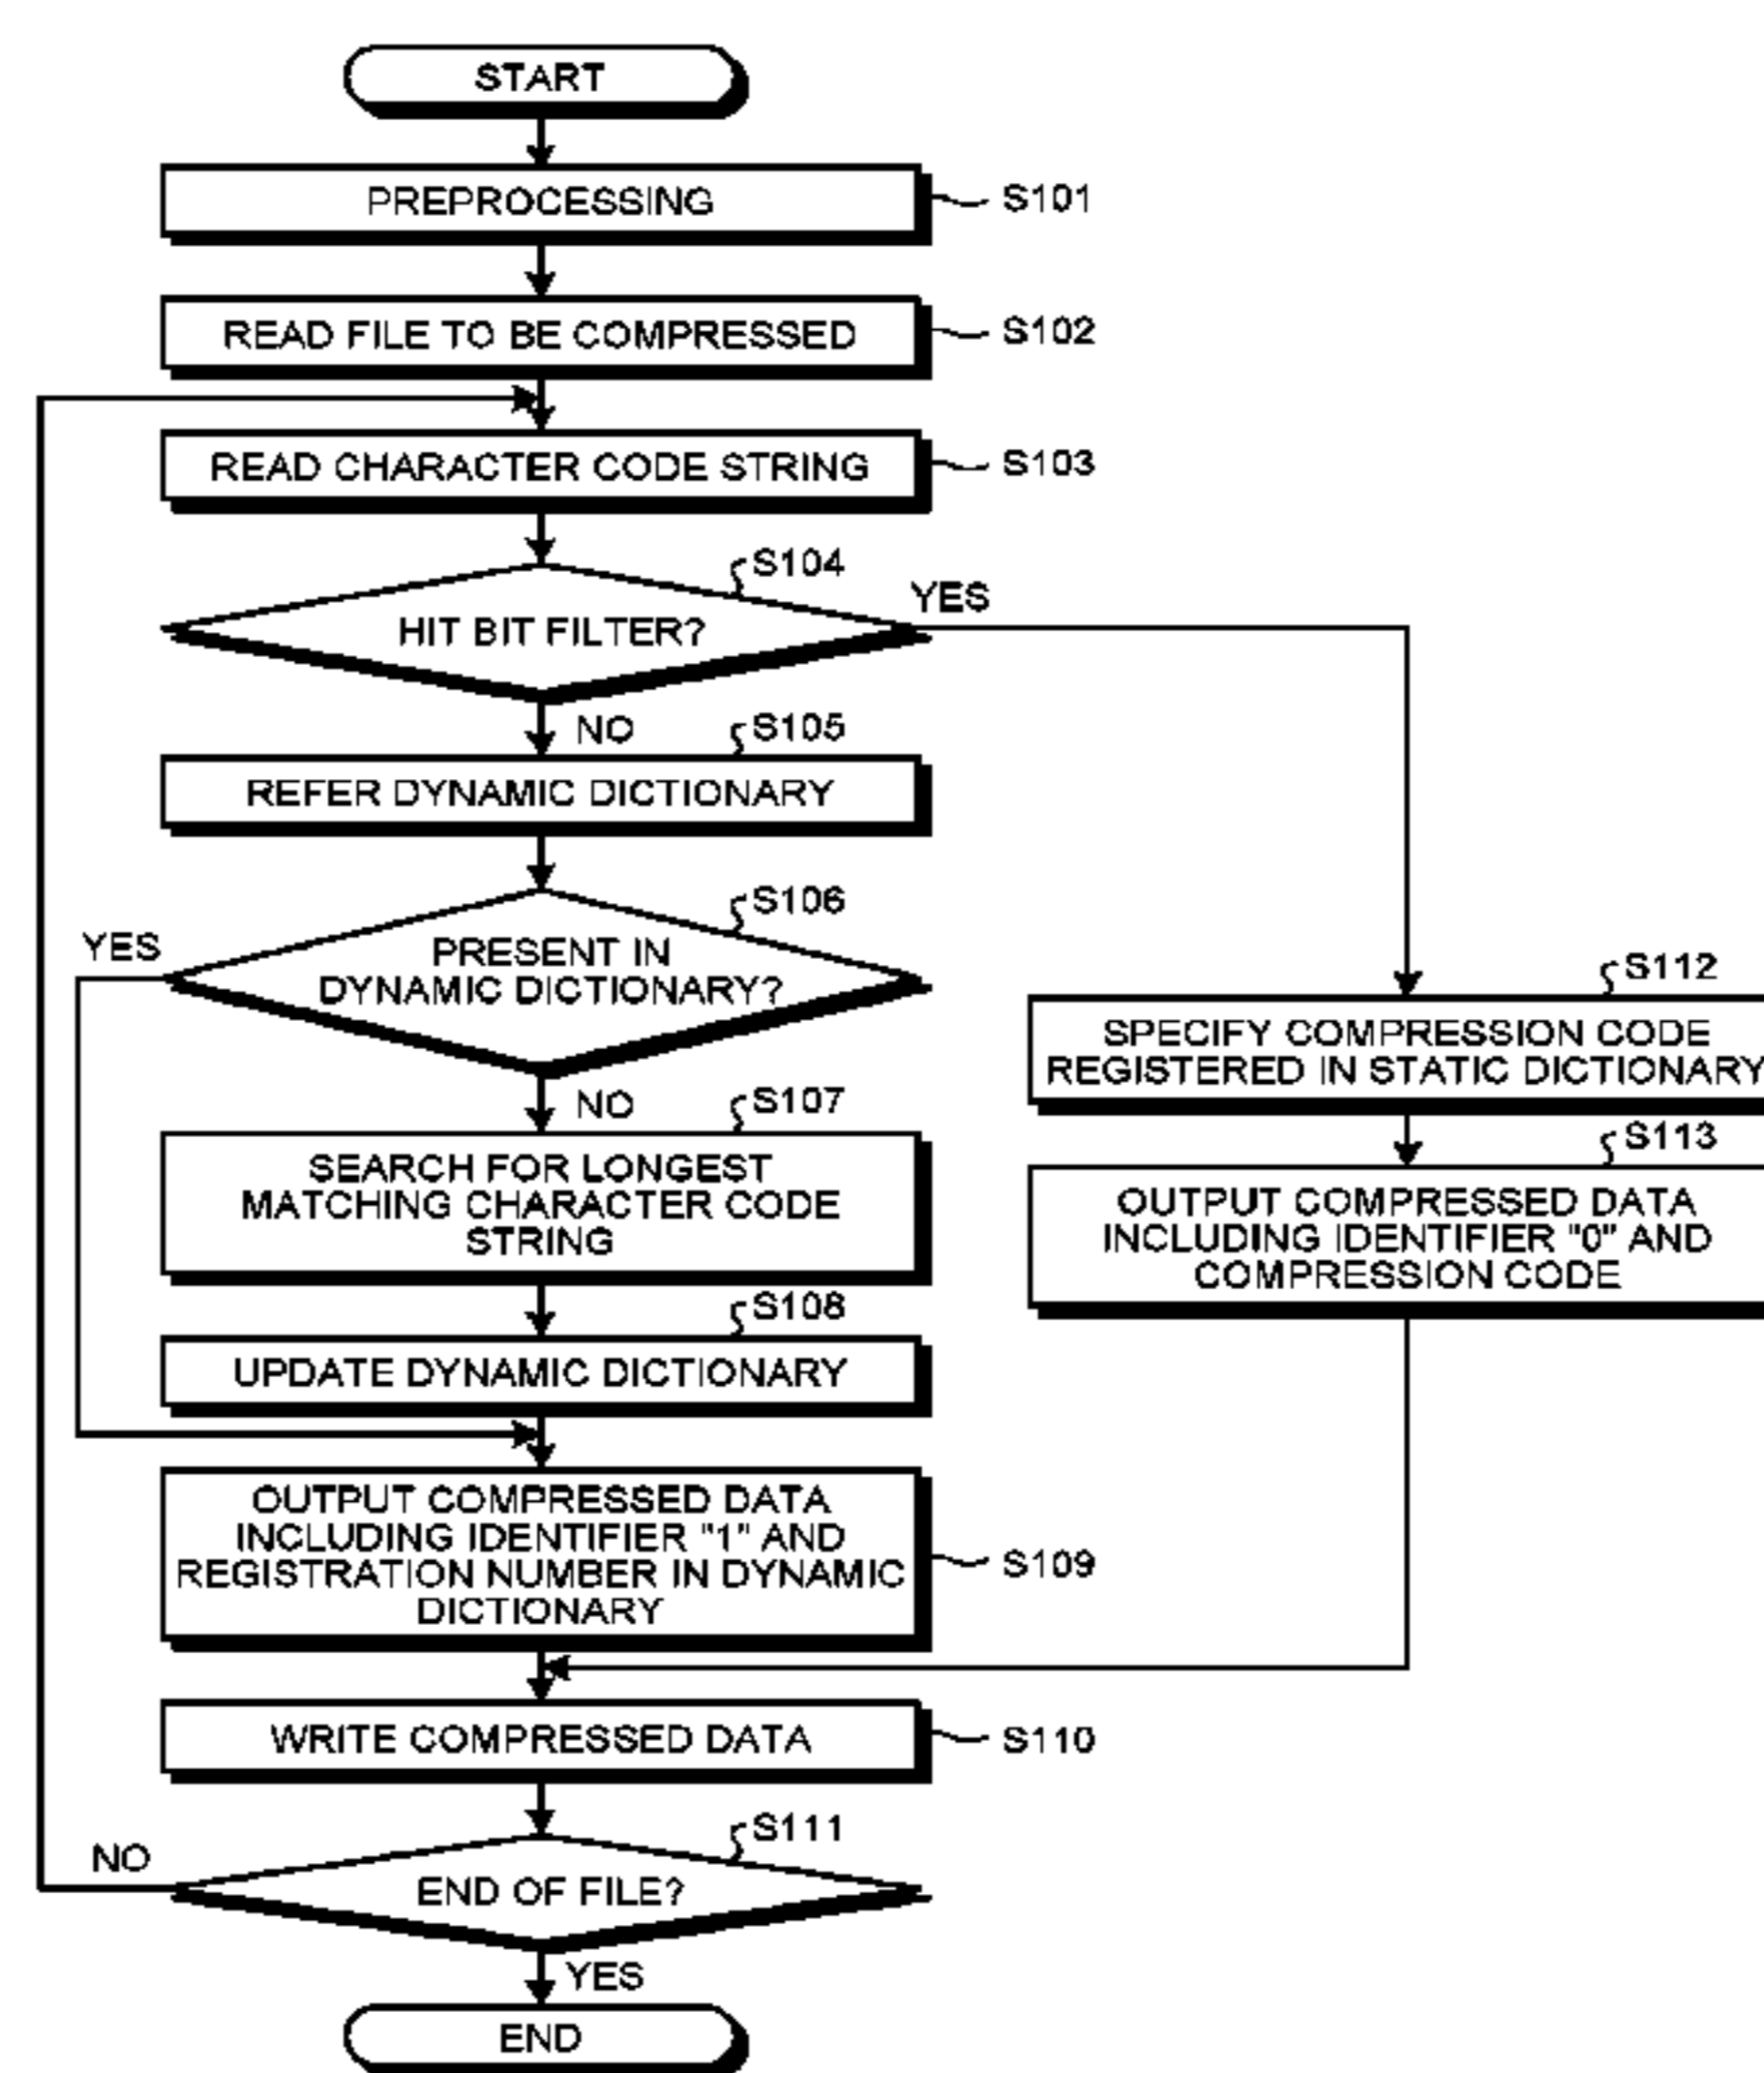 START
PREPROCESSING
S101
READ FILE TO BE COMPRESSED
S102
READ CHARACTER CODE STRING
S103
S104
HIT BIT FILTER?
YES
NO
S105
REFER DYNAMIC DICTIONARY
S106
YES
PRESENT IN
DYNAMIC DICTIONARY?
NO
S107
SEARCH FOR LONGEST
MATCHING CHARACTER CODE
STRING
S108
UPDATE DYNAMIC DICTIONARY
OUTPUT COMPRESSED DATA
INCLUDING IDENTIFIER "1" AND
REGISTRATION NUMBER IN DYNAMIC
DICTIONARY
S109
S112
SPECIFY COMPRESSION CODE
REGISTERED IN STATIC DICTIONARY
S113
OUTPUT COMPRESSED DATA
INCLUDING IDENTIFIER "0" AND
COMPRESSION CODE
WRITE COMPRESSED DATA
S110
S111
NO
END OF FILE?
YES
END